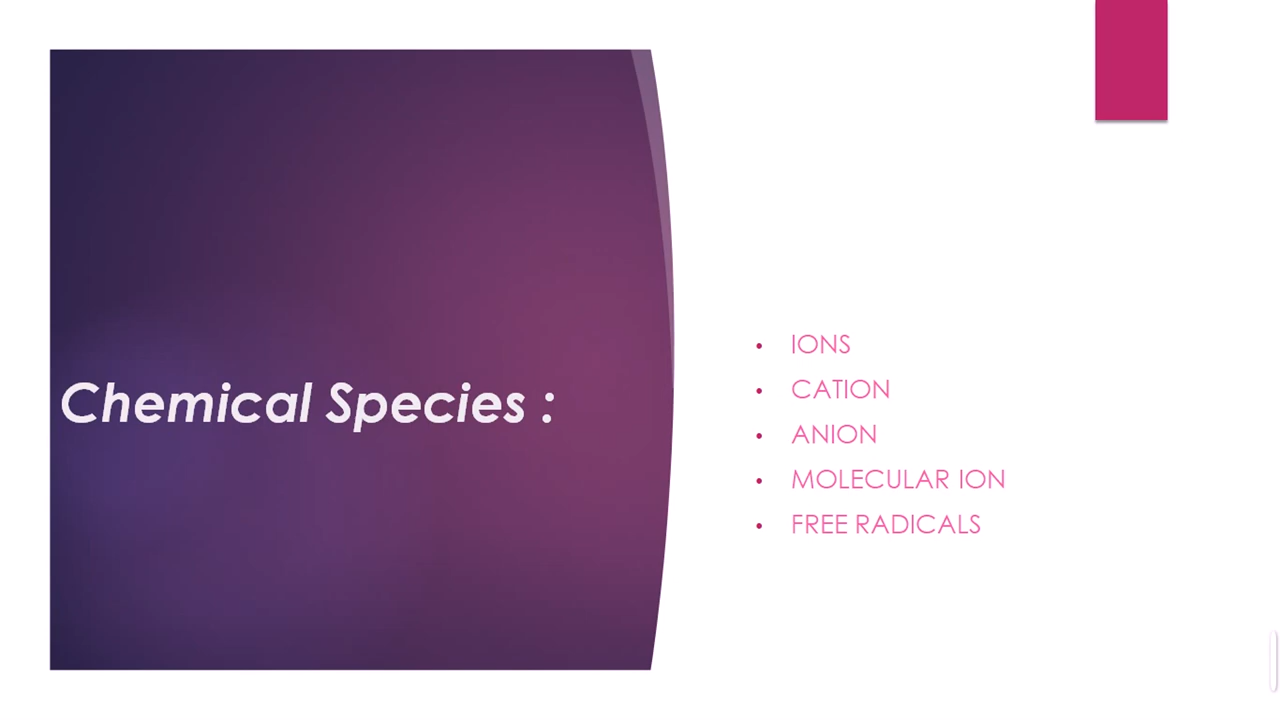 Chemical Species :
• IONS
• CATION
• ANION
• MOLECULAR ION
• FREE RADICALS